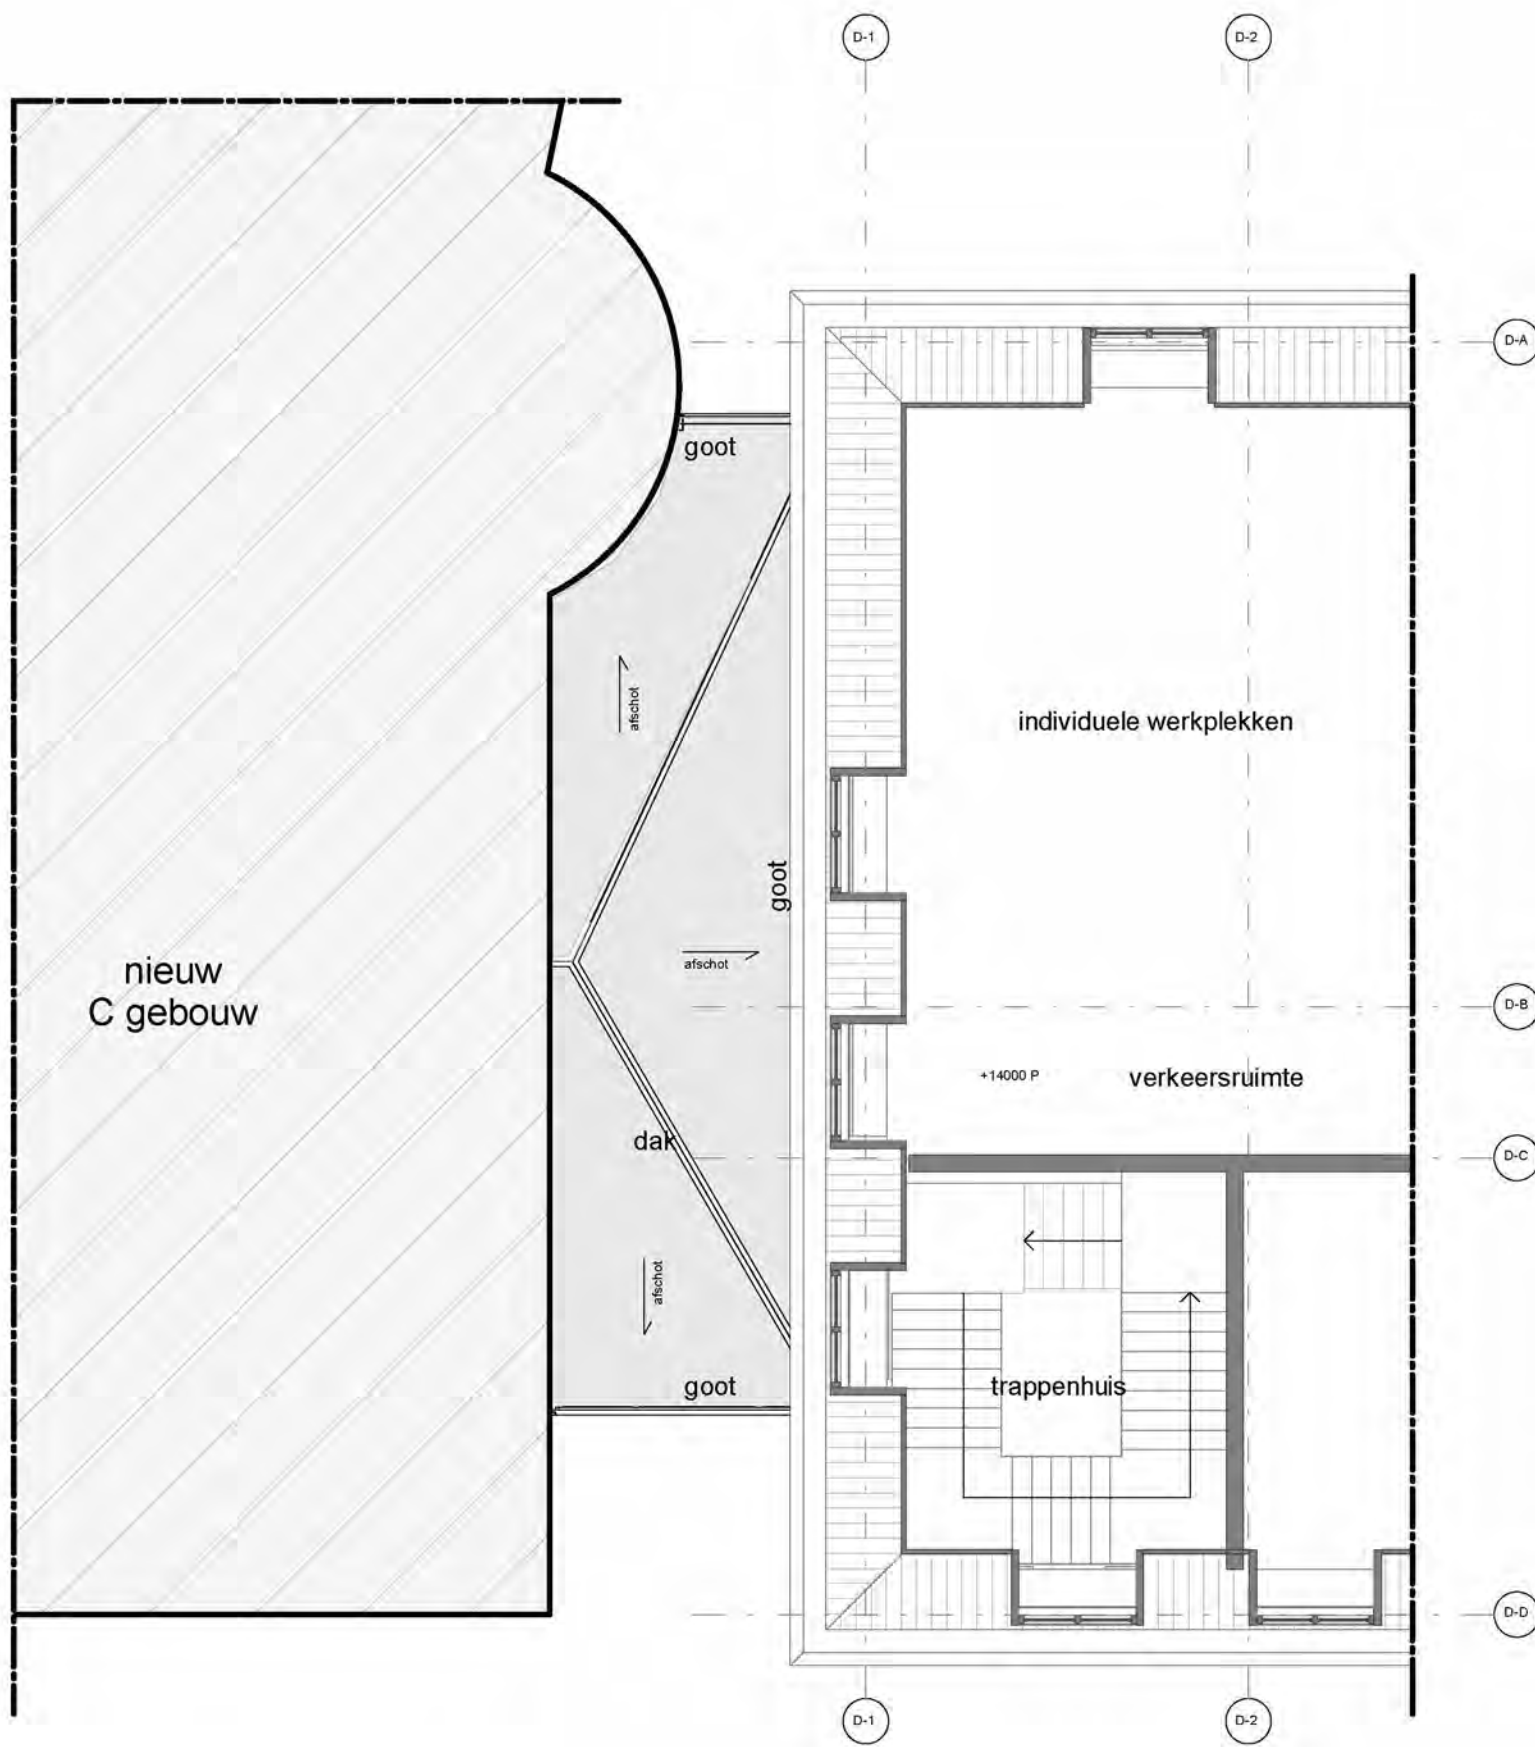 D-1
D-2
D-A
goot
afschot
individuele werkplekken
goot
afschot
nieuw
C gebouw
D-B
+14000 P
verkeersruimte
dak
D-C
afschot
goot
trappenhuis
D-D
D-1
D-2